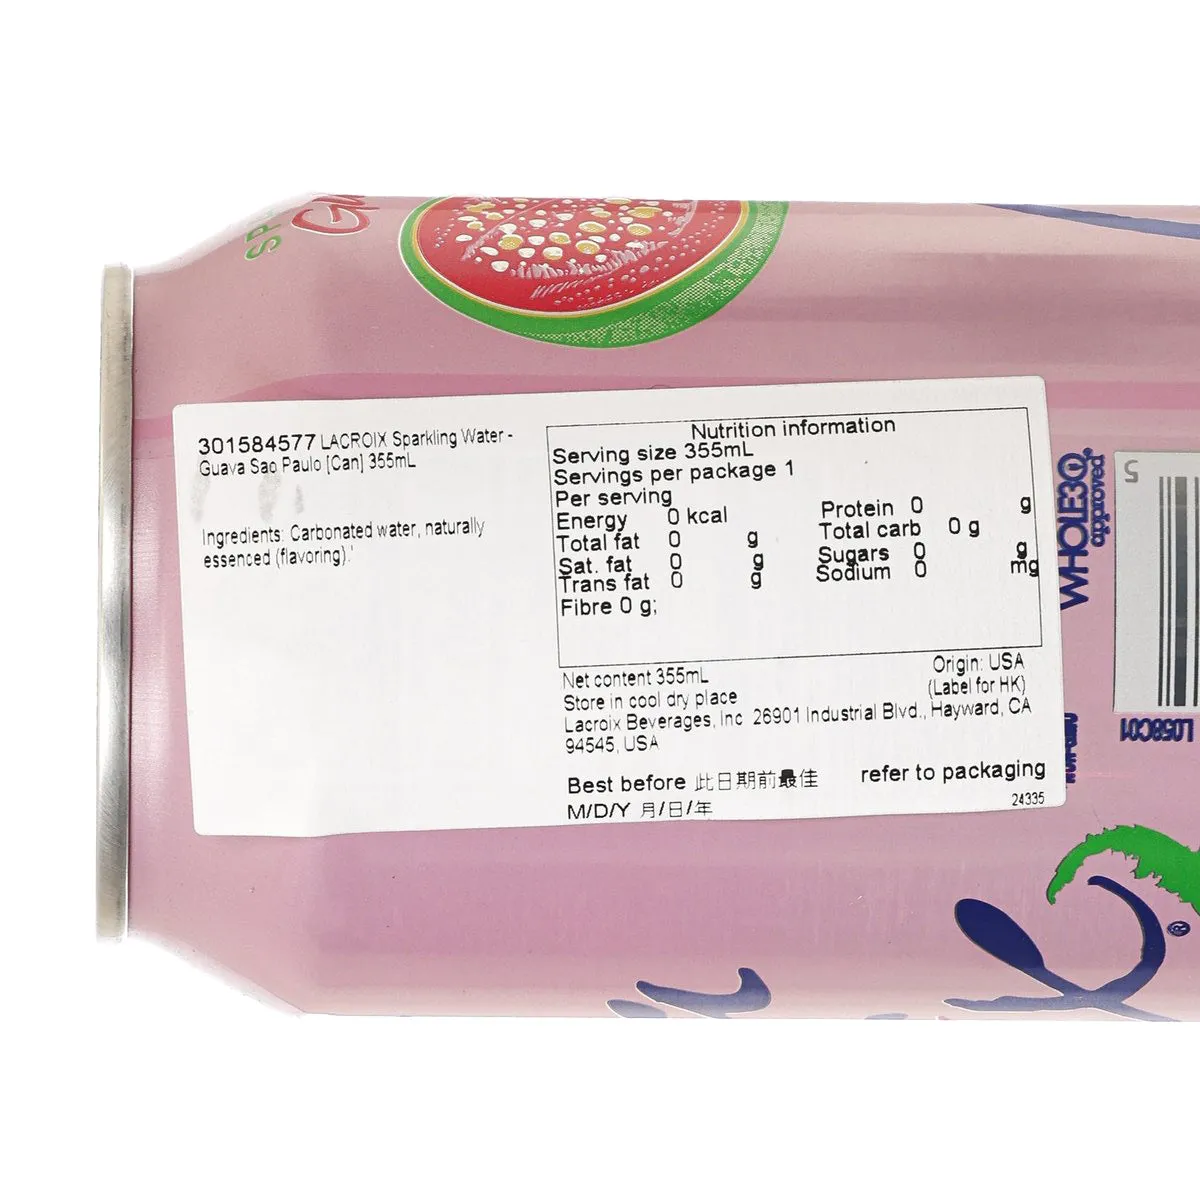 SP
Gu
301584577 LACROIX Sparkling Water -
Guava Sao Paulo [Can] 355mL
Ingredients: Carbonated water, naturally
essenced (flavoring).'
Nutrition information
Serving size 355mL
Servings per package 1
Per serving
Energy 0 kcal Protein 0 g
Total fat 0 g Total carb 0 g
Sat. fat 0 g Sugars 0 g
Trans fat 0 g Sodium 0 mg
Fibre 0 g;
Net content 355mL Origin: USA
Store in cool dry place (Label for HK)
Lacroix Beverages, Inc 26901 Industrial Blvd., Hayward, CA
94545, USA
Best before 此日期前最佳 refer to packaging
M/D/Y 月/日/年 24335
WHOLE30®
approved
5
L058C01
®